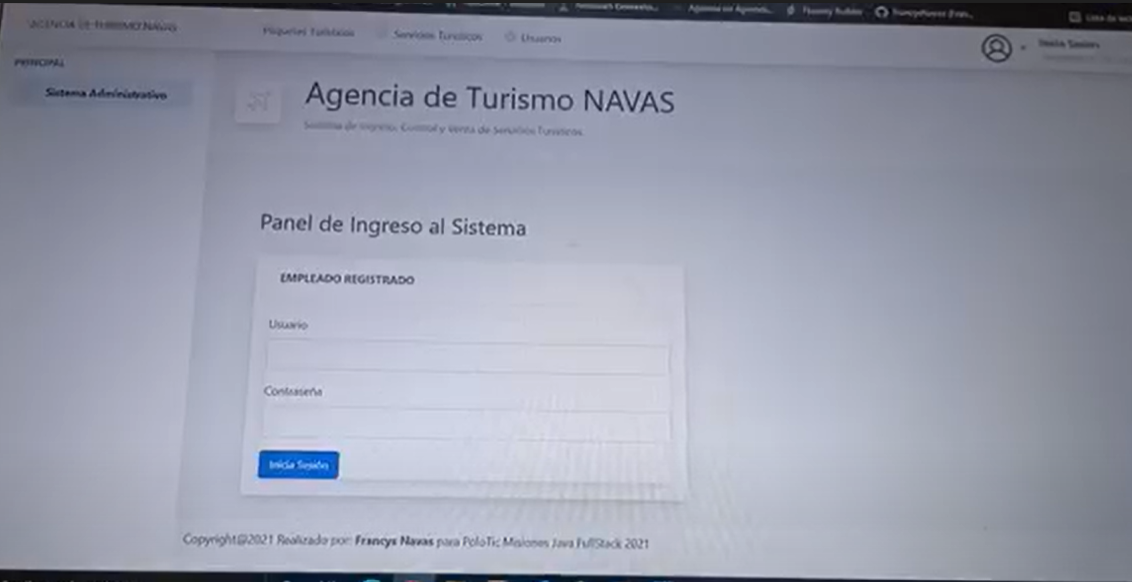 AGENCIA DE TURISMO NAVAS
Paquetes Turísticos Servicios Turísticos Usuarios
Inicia Sesión
PRINCIPAL
Sistema Administrativo
Agencia de Turismo NAVAS
Sistema de Ingreso, Control y Venta de Servicios Turísticos.
Panel de Ingreso al Sistema
EMPLEADO REGISTRADO
Usuario
Contraseña
Inicia Sesión
Copyright@2021 Realizado por: Francys Navas para PoloTic Misiones Java FullStack 2021